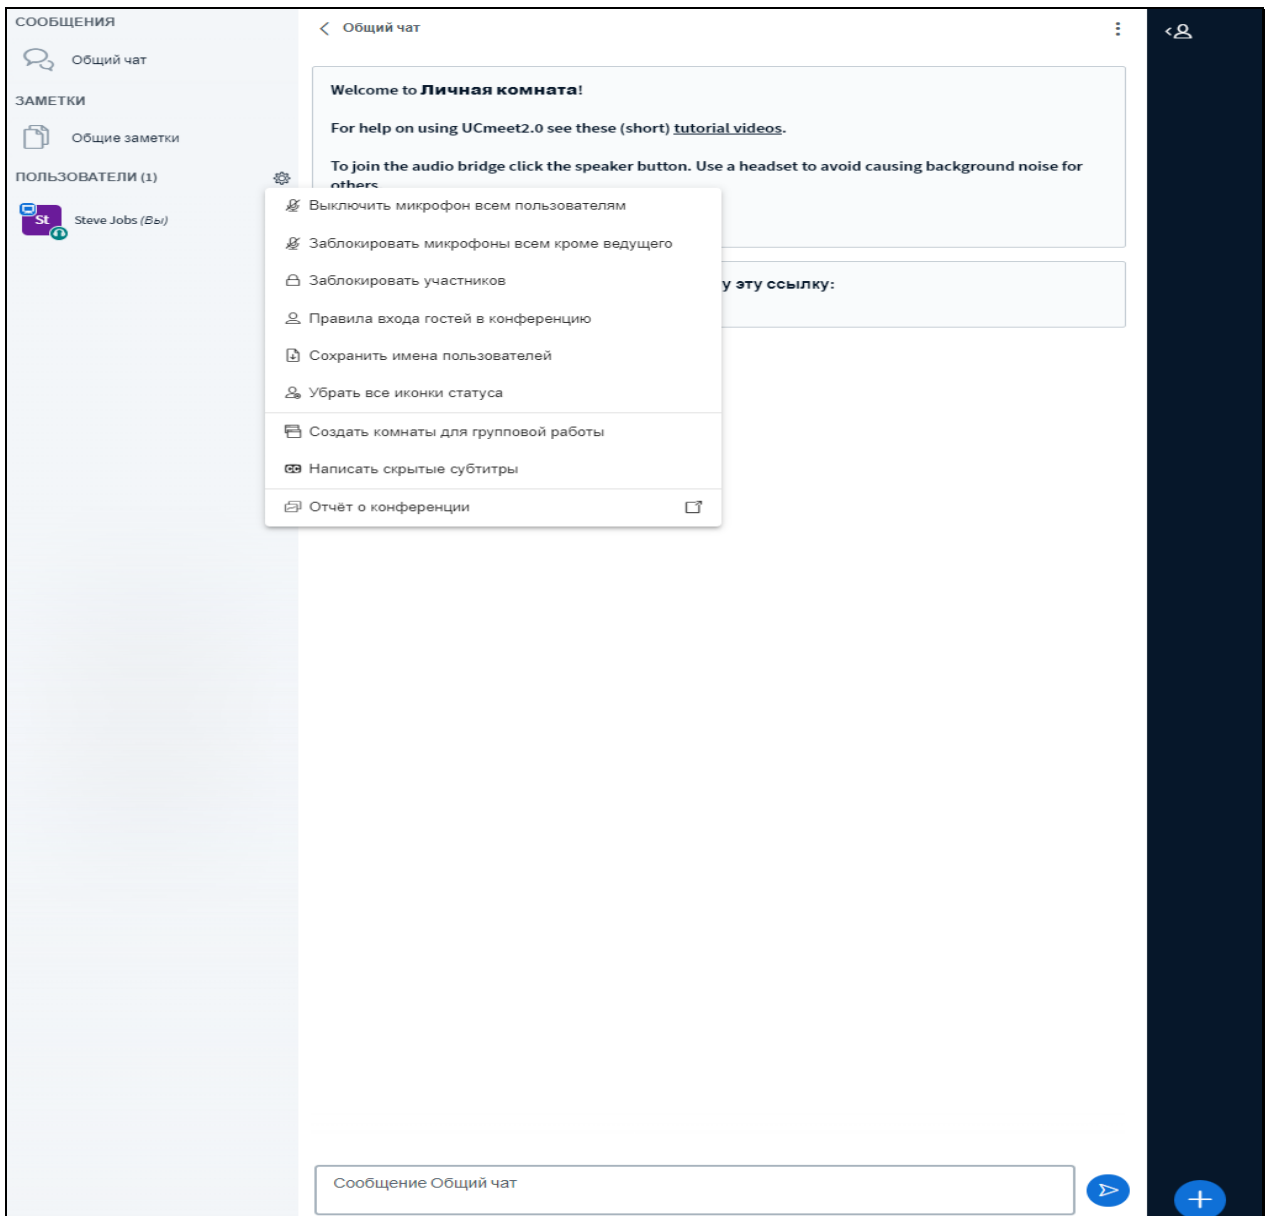 СООБЩЕНИЯ
Общий чат
ЗАМЕТКИ
Общие заметки
ПОЛЬЗОВАТЕЛИ (1)
St
Steve Jobs (Вы)
Общий чат
Welcome to Личная комната!
For help on using UCmeet2.0 see these (short) tutorial videos.
To join the audio bridge click the speaker button. Use a headset to avoid causing background noise for
others
у эту ссылку:
Выключить микрофон всем пользователям
Заблокировать микрофоны всем кроме ведущего
Заблокировать участников
Правила входа гостей в конференцию
Сохранить имена пользователей
Убрать все иконки статуса
Создать комнаты для групповой работы
CC Написать скрытые субтитры
Отчёт о конференции
Сообщение Общий чат